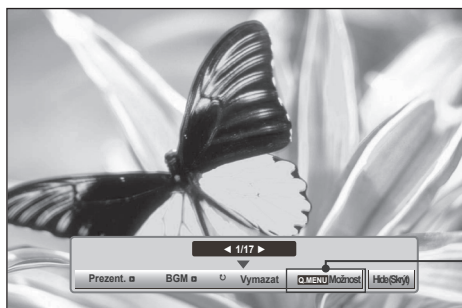 ◀ 1/17 ▶
Prezent. BGM ↻ Vymazat Q.MENU Možnost Hide(Skrýt)